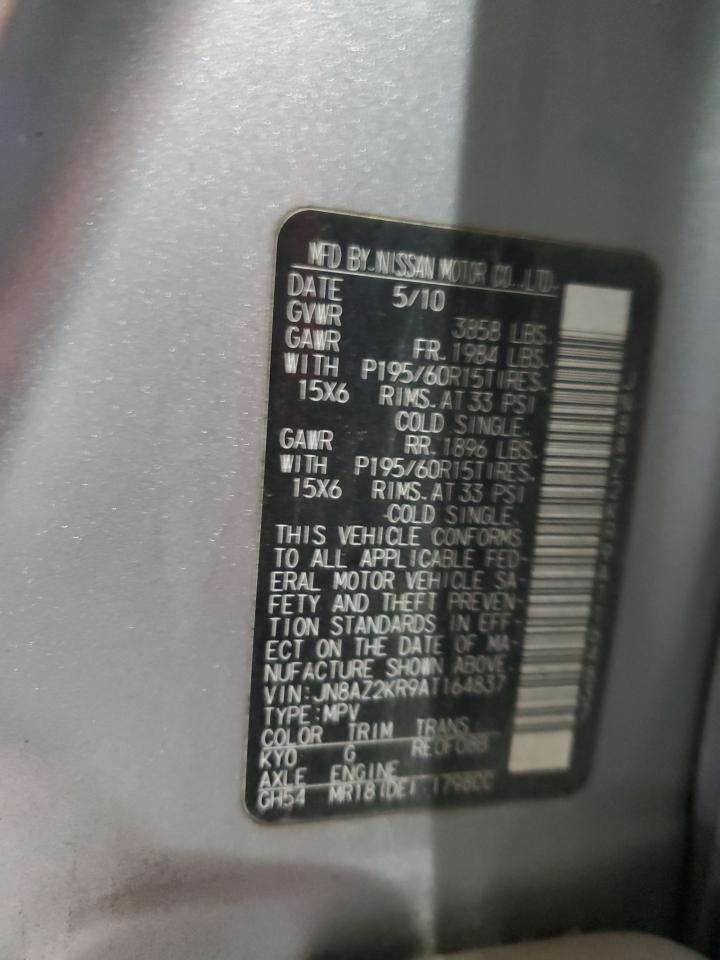 MFD BY NISSAN MOTOR CO.,LTD.
DATE 5/10
GVWR 3858 LBS.
GAWR FR. 1984 LBS.
WITH P195/60R15TIRES.
15X6 RIMS. AT 33 PSI
COLD SINGLE.
GAWR RR. 1896 LBS.
WITH P195/60R15TIRES.
15X6 RIMS. AT 33 PSI
COLD SINGLE.
THIS VEHICLE CONFORMS
TO ALL APPLICABLE FED-
ERAL MOTOR VEHICLE SA-
FETY AND THEFT PREVEN-
TION STANDARDS IN EFF-
ECT ON THE DATE OF MA-
NUFACTURE SHOWN ABOVE.
VIN:JN8AZ2KR9AT164837
TYPE:MPV
COLOR TRIM TRANS
KY0 G RE0F08B
AXLE ENGINE
GH54 MR18(DE) 1798CC